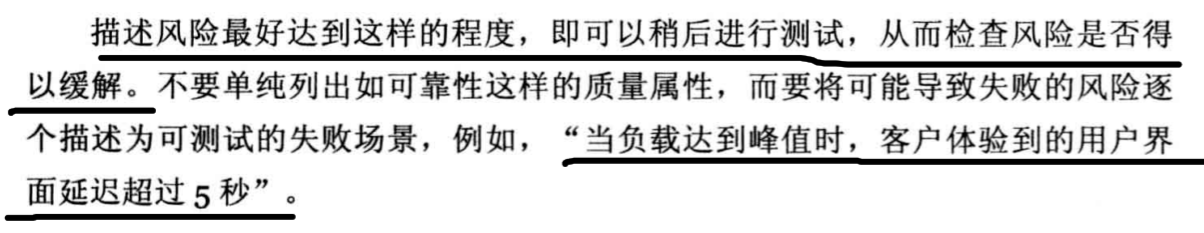 描述风险最好达到这样的程度，即可以稍后进行测试，从而检查风险是否得
以缓解。不要单纯列出如可靠性这样的质量属性，而要将可能导致失败的风险逐
个描述为可测试的失败场景，例如，“当负载达到峰值时，客户体验到的用户界
面延迟超过 5 秒”。